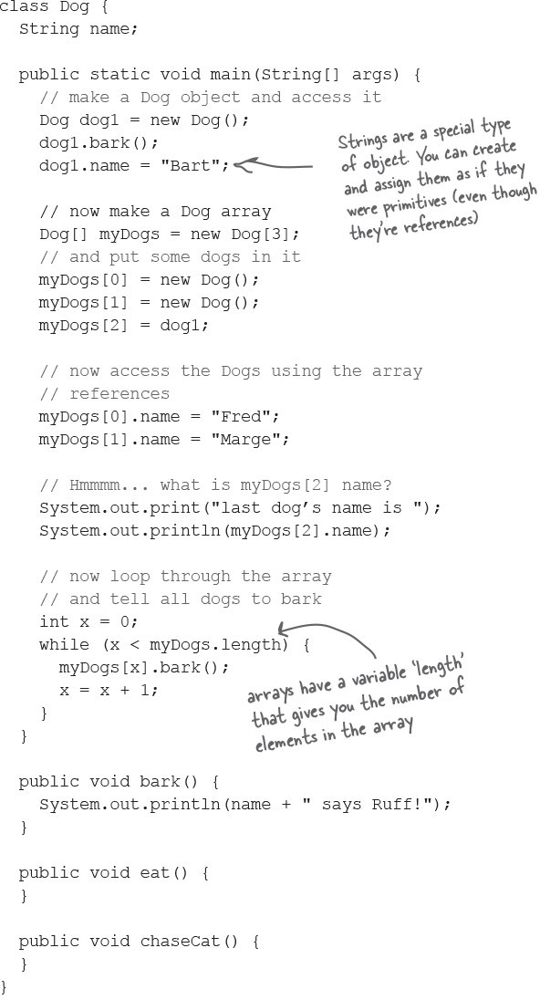 class Dog {
String name;
public static void main(String[] args) {
// make a Dog object and access it
Dog dog1 = new Dog();
dog1.bark();
dog1.name = "Bart";
Strings are a special type
of object. You can create
and assign them as if they
were primitives (even though
they're references)
// now make a Dog array
Dog[] myDogs = new Dog[3];
// and put some dogs in it
myDogs[0] = new Dog();
myDogs[1] = new Dog();
myDogs[2] = dog1;
// now access the Dogs using the array
// references
myDogs[0].name = "Fred";
myDogs[1].name = "Marge";
// Hmmmm... what is myDogs[2] name?
System.out.print("last dog’s name is ");
System.out.println(myDogs[2].name);
// now loop through the array
// and tell all dogs to bark
int x = 0;
while (x < myDogs.length) {
myDogs[x].bark();
x = x + 1;
}
}
arrays have a variable ‘length’
that gives you the number of
elements in the array
public void bark() {
System.out.println(name + " says Ruff!");
}
public void eat() {
}
public void chaseCat() {
}
}